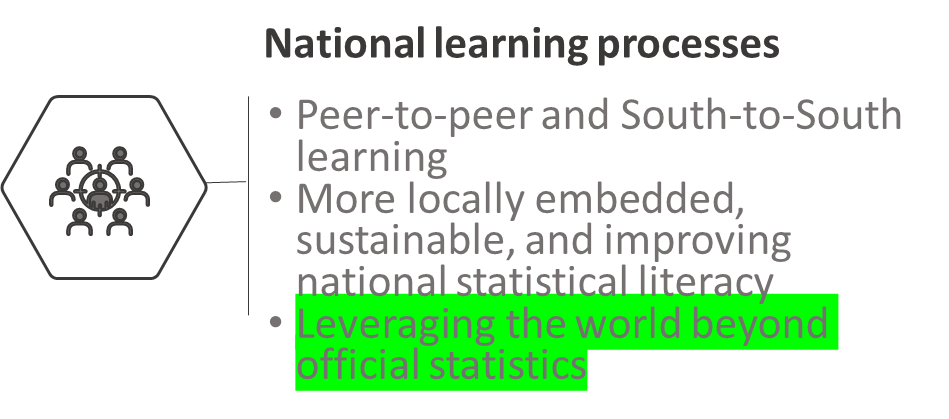 National learning processes
• Peer-to-peer and South-to-South
learning
• More locally embedded,
sustainable, and improving
national statistical literacy
• Leveraging the world beyond
official statistics